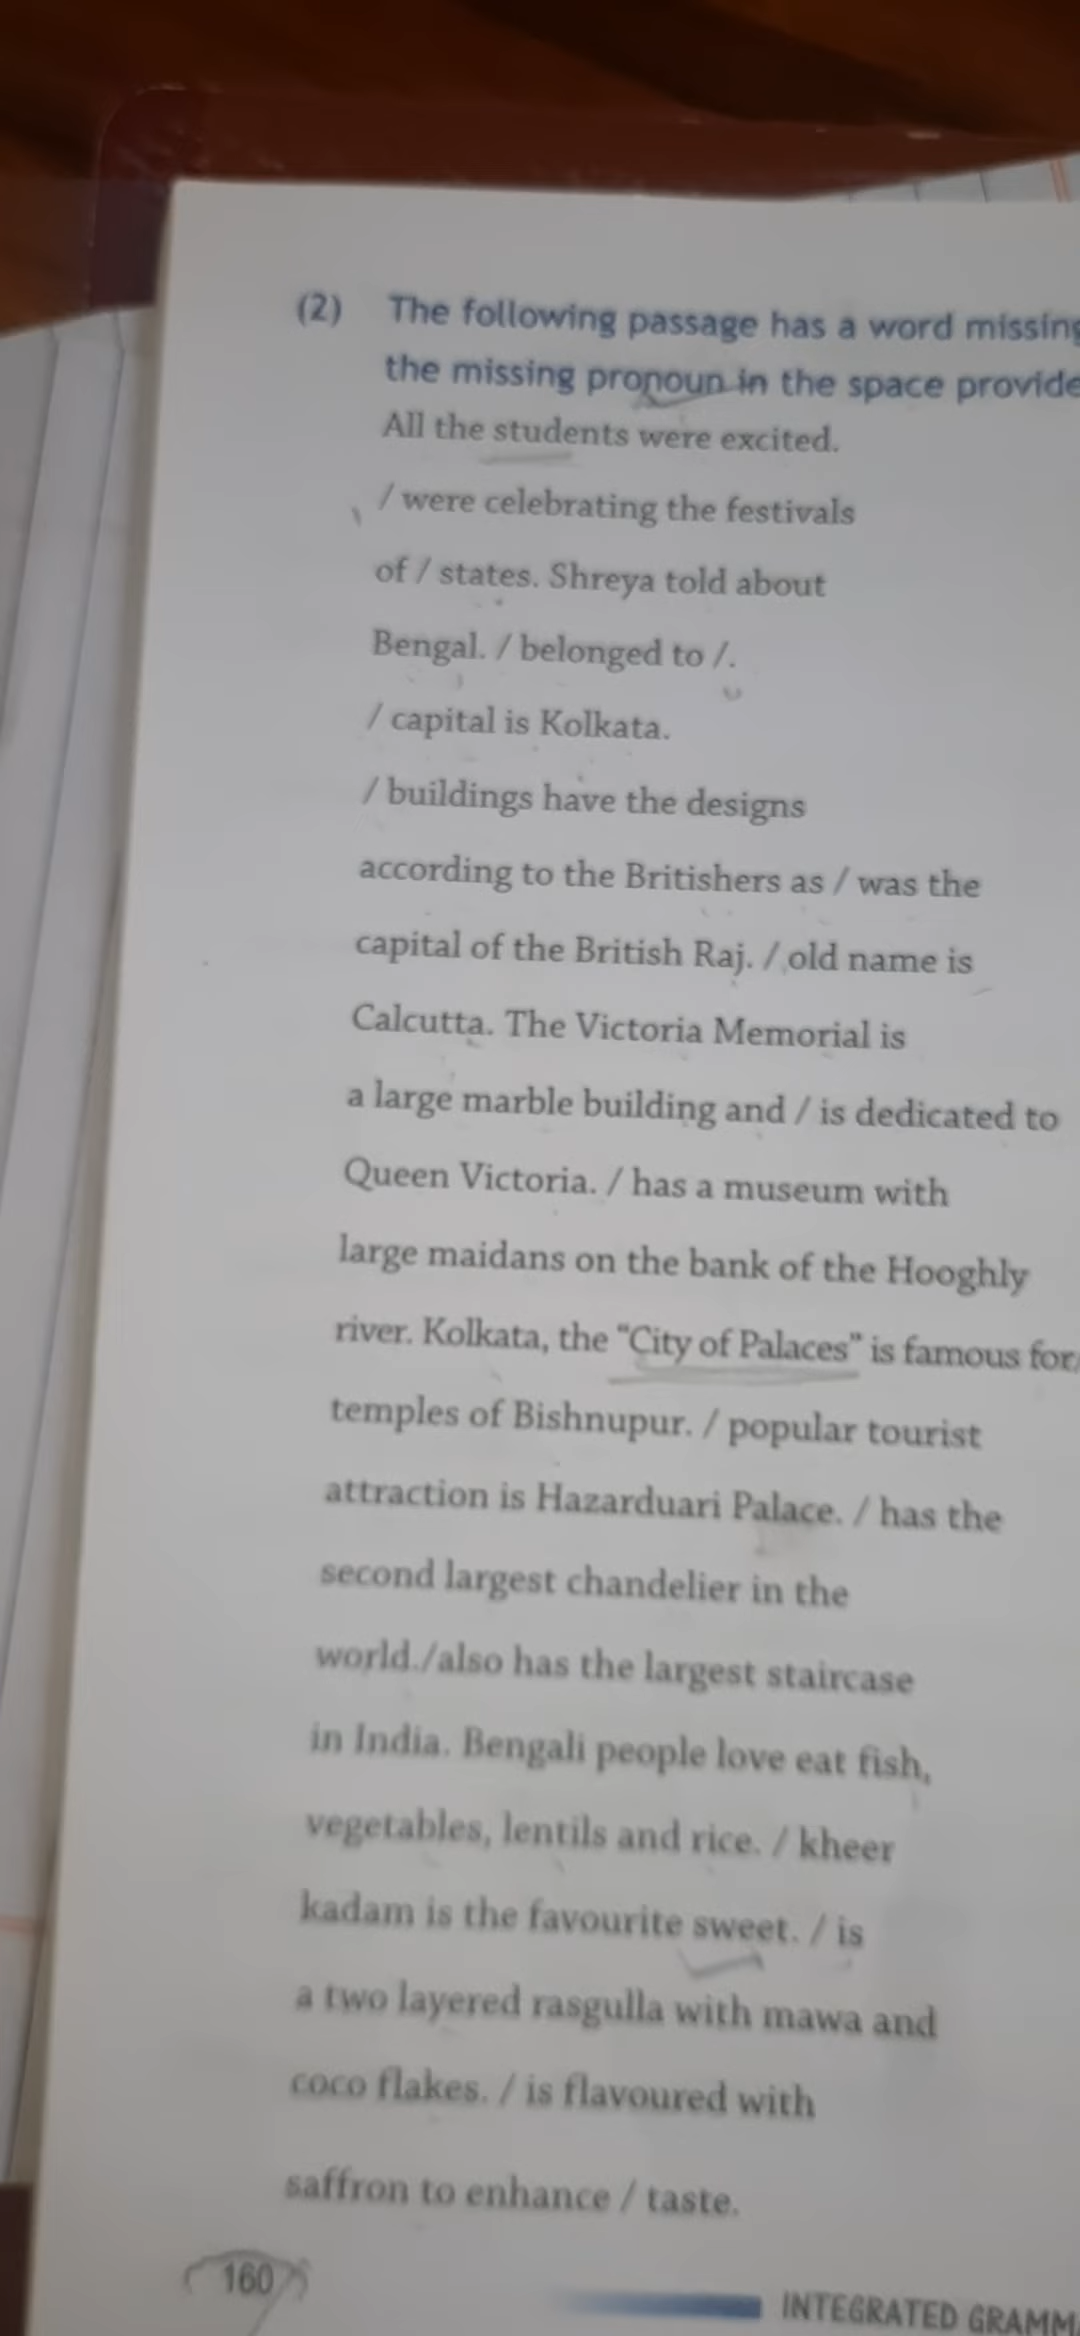 (2) The following passage has a word missing
the missing pronoun in the space provide
All the students were excited.
/ were celebrating the festivals
of / states. Shreya told about
Bengal. / belonged to /.
/ capital is Kolkata.
/ buildings have the designs
according to the Britishers as / was the
capital of the British Raj. / old name is
Calcutta. The Victoria Memorial is
a large marble building and / is dedicated to
Queen Victoria. / has a museum with
large maidans on the bank of the Hooghly
river. Kolkata, the "City of Palaces" is famous for/
temples of Bishnupur. / popular tourist
attraction is Hazarduari Palace. / has the
second largest chandelier in the
world./also has the largest staircase
in India. Bengali people love eat fish,
vegetables, lentils and rice. / kheer
kadam is the favourite sweet. / is
a two layered rasgulla with mawa and
coco flakes. / is flavoured with
saffron to enhance / taste.
160
INTEGRATED GRAMM